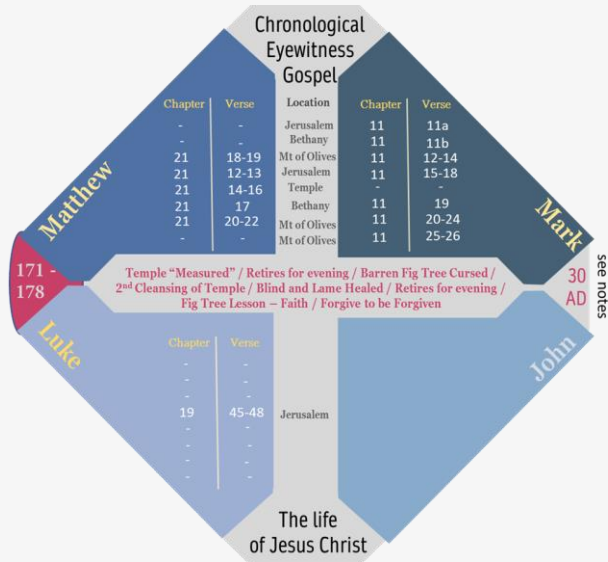 Chronological
Eyewitness
Gospel
Matthew
Chapter Verse Location Chapter Verse
- - Jerusalem 11 11a
- - Bethany 11 11b
21 18-19 Mt of Olives 11 12-14
21 12-13 Jerusalem 11 15-18
21 14-16 Temple - -
21 17 Bethany 11 19
21 20-22 Mt of Olives 11 20-24
- - Mt of Olives 11 25-26
Mark
171 -
178
Temple “Measured” / Retires for evening / Barren Fig Tree Cursed /
2nd Cleansing of Temple / Blind and Lame Healed / Retires for evening /
Fig Tree Lesson – Faith / Forgive to be Forgiven
30
AD
see notes
Luke
Chapter Verse
- -
- -
- -
19 45-48 Jerusalem
- -
- -
- -
- -
John
The life
of Jesus Christ